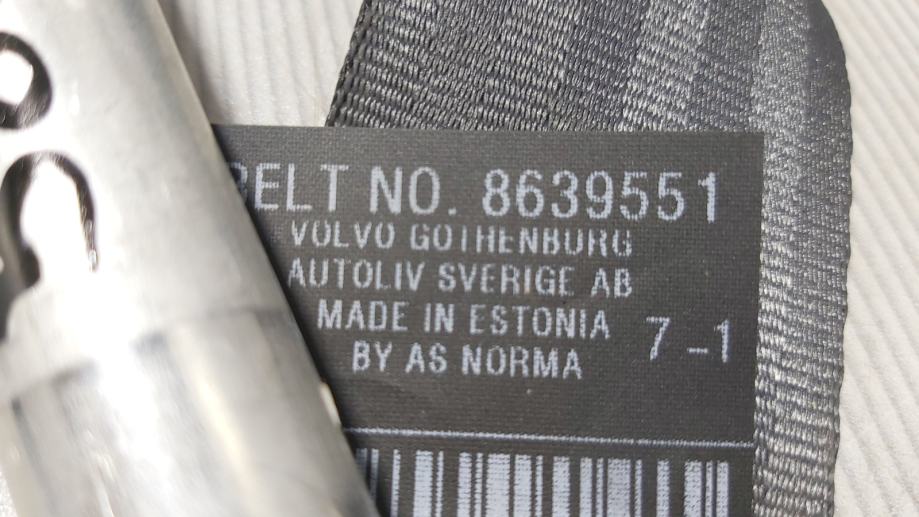 BELT NO. 8639551
VOLVO GOTHENBURG
AUTOLIV SVERIGE AB
MADE IN ESTONIA 7-1
BY AS NORMA